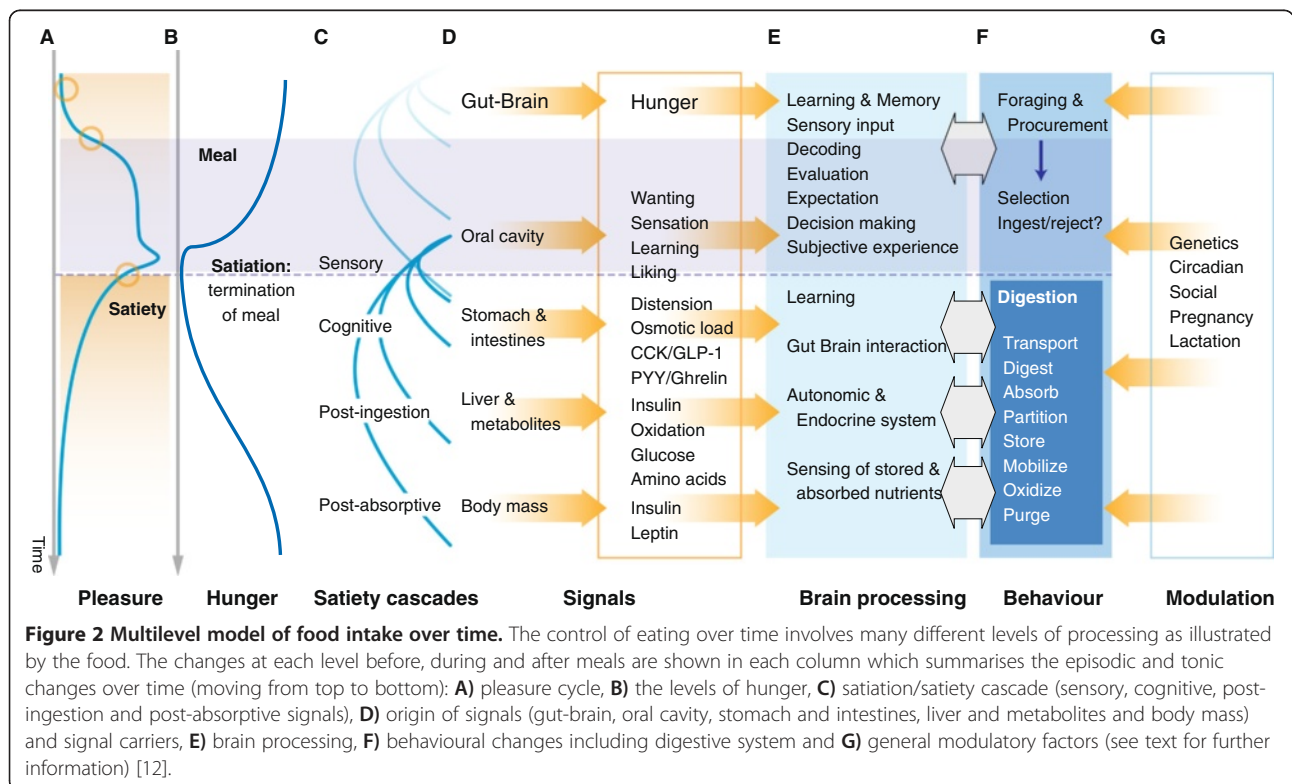 A
B
C
D
E
F
G
Gut-Brain
Hunger
Learning & Memory
Sensory input
Decoding
Evaluation
Expectation
Decision making
Subjective experience
Foraging &
Procurement
Selection
Ingest/reject?
Meal
Wanting
Sensation
Learning
Liking
Oral cavity
Sensory
Satiation:
termination
of meal
Satiety
Genetics
Circadian
Social
Pregnancy
Lactation
Cognitive
Stomach &
intestines
Distension
Osmotic load
CCK/GLP-1
PYY/Ghrelin
Learning
Gut Brain interaction
Digestion
Transport
Digest
Absorb
Partition
Store
Mobilize
Oxidize
Purge
Post-ingestion
Liver &
metabolites
Insulin
Oxidation
Glucose
Amino acids
Autonomic &
Endocrine system
Post-absorptive
Body mass
Insulin
Leptin
Sensing of stored &
absorbed nutrients
Time
Pleasure
Hunger
Satiety cascades
Signals
Brain processing
Behaviour
Modulation
Figure 2 Multilevel model of food intake over time. The control of eating over time involves many different levels of processing as illustrated
by the food. The changes at each level before, during and after meals are shown in each column which summarises the episodic and tonic
changes over time (moving from top to bottom): A) pleasure cycle, B) the levels of hunger, C) satiation/satiety cascade (sensory, cognitive, post-
ingestion and post-absorptive signals), D) origin of signals (gut-brain, oral cavity, stomach and intestines, liver and metabolites and body mass)
and signal carriers, E) brain processing, F) behavioural changes including digestive system and G) general modulatory factors (see text for further
information) [12].